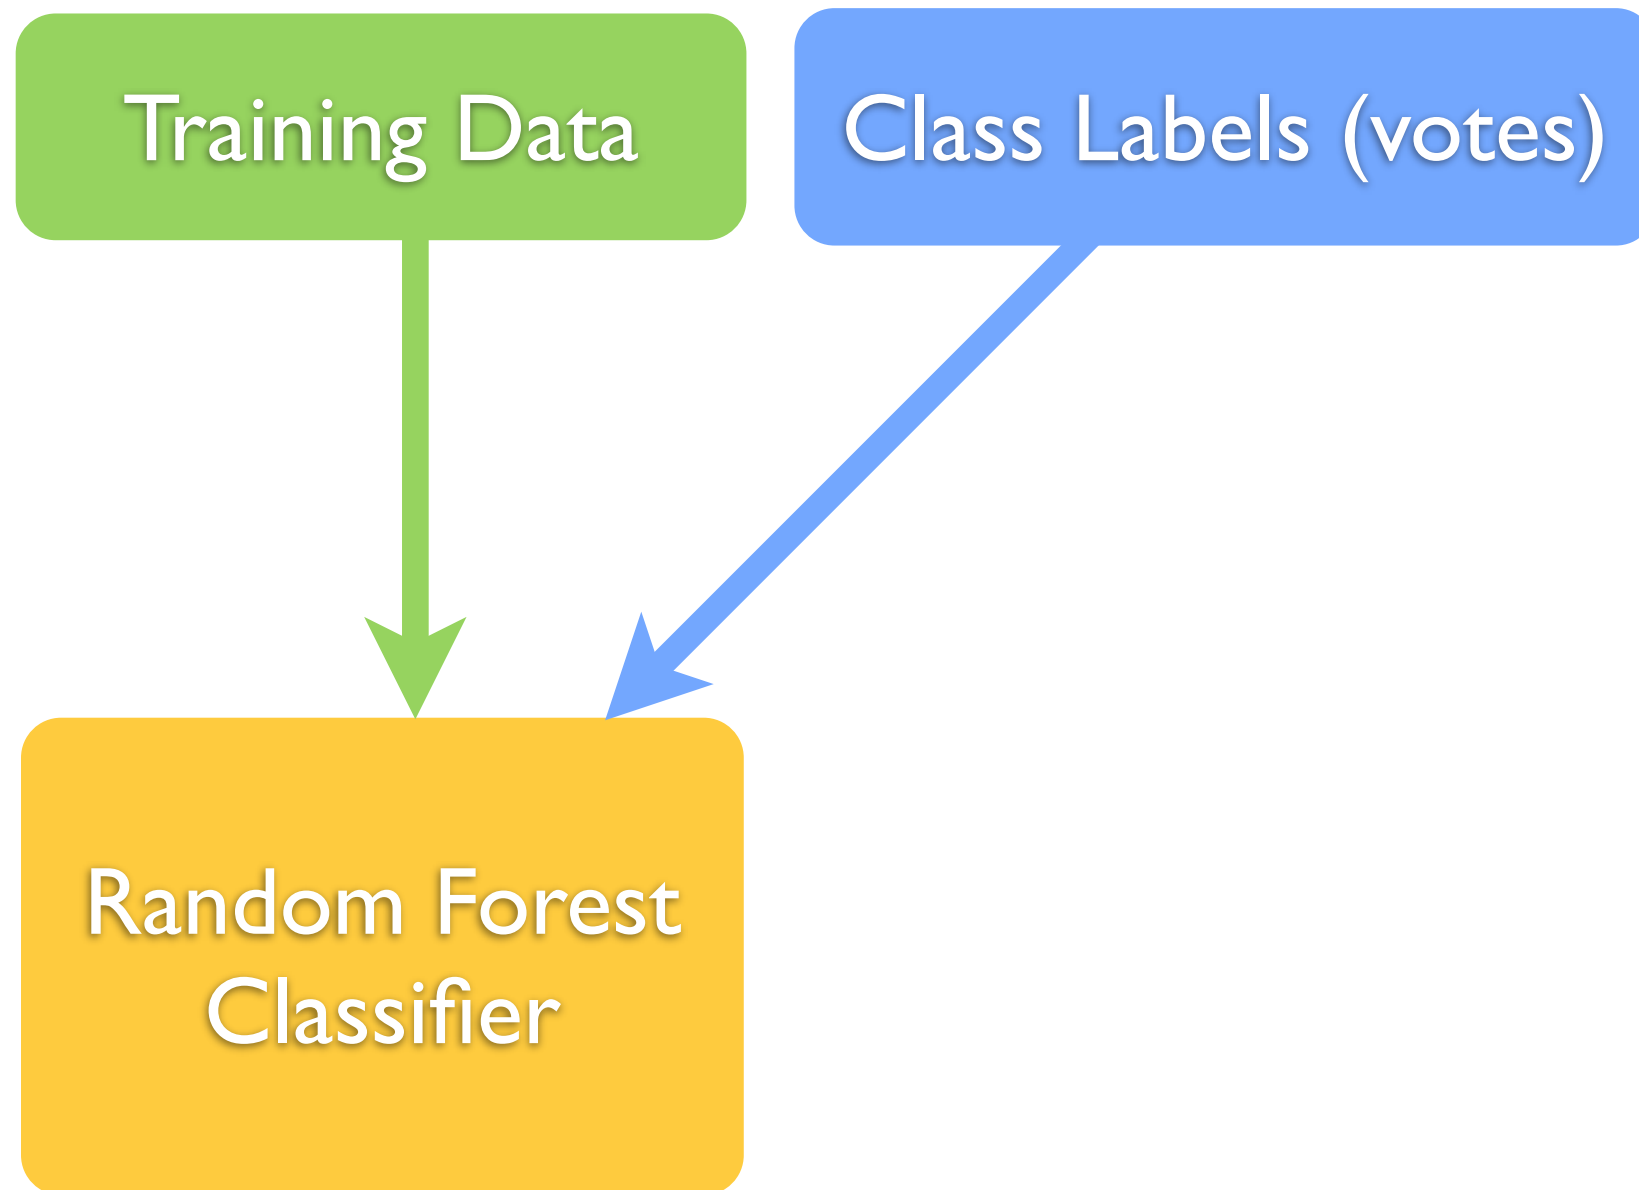 Training Data
Class Labels (votes)
Random Forest
Classifier